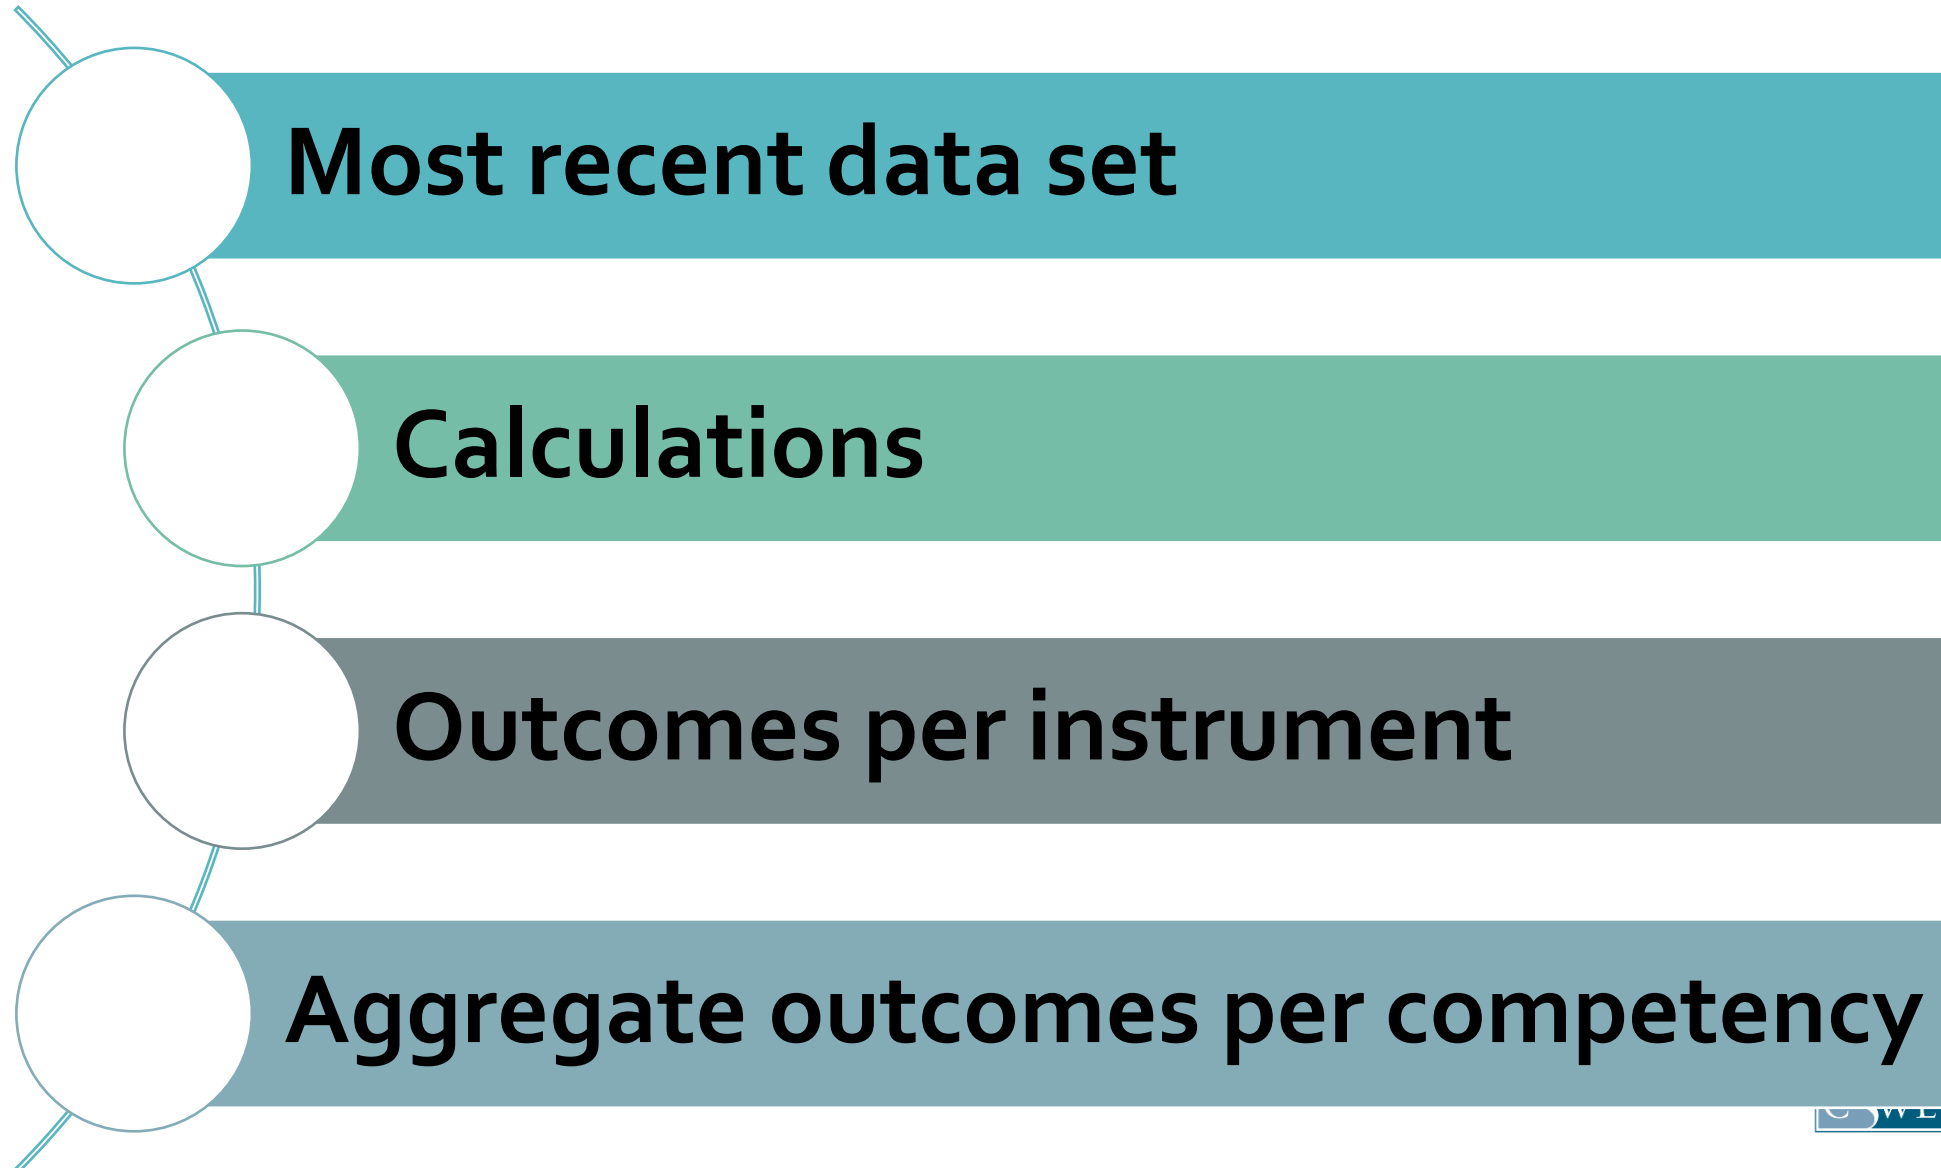 Most recent data set
Calculations
Outcomes per instrument
Aggregate outcomes per competency